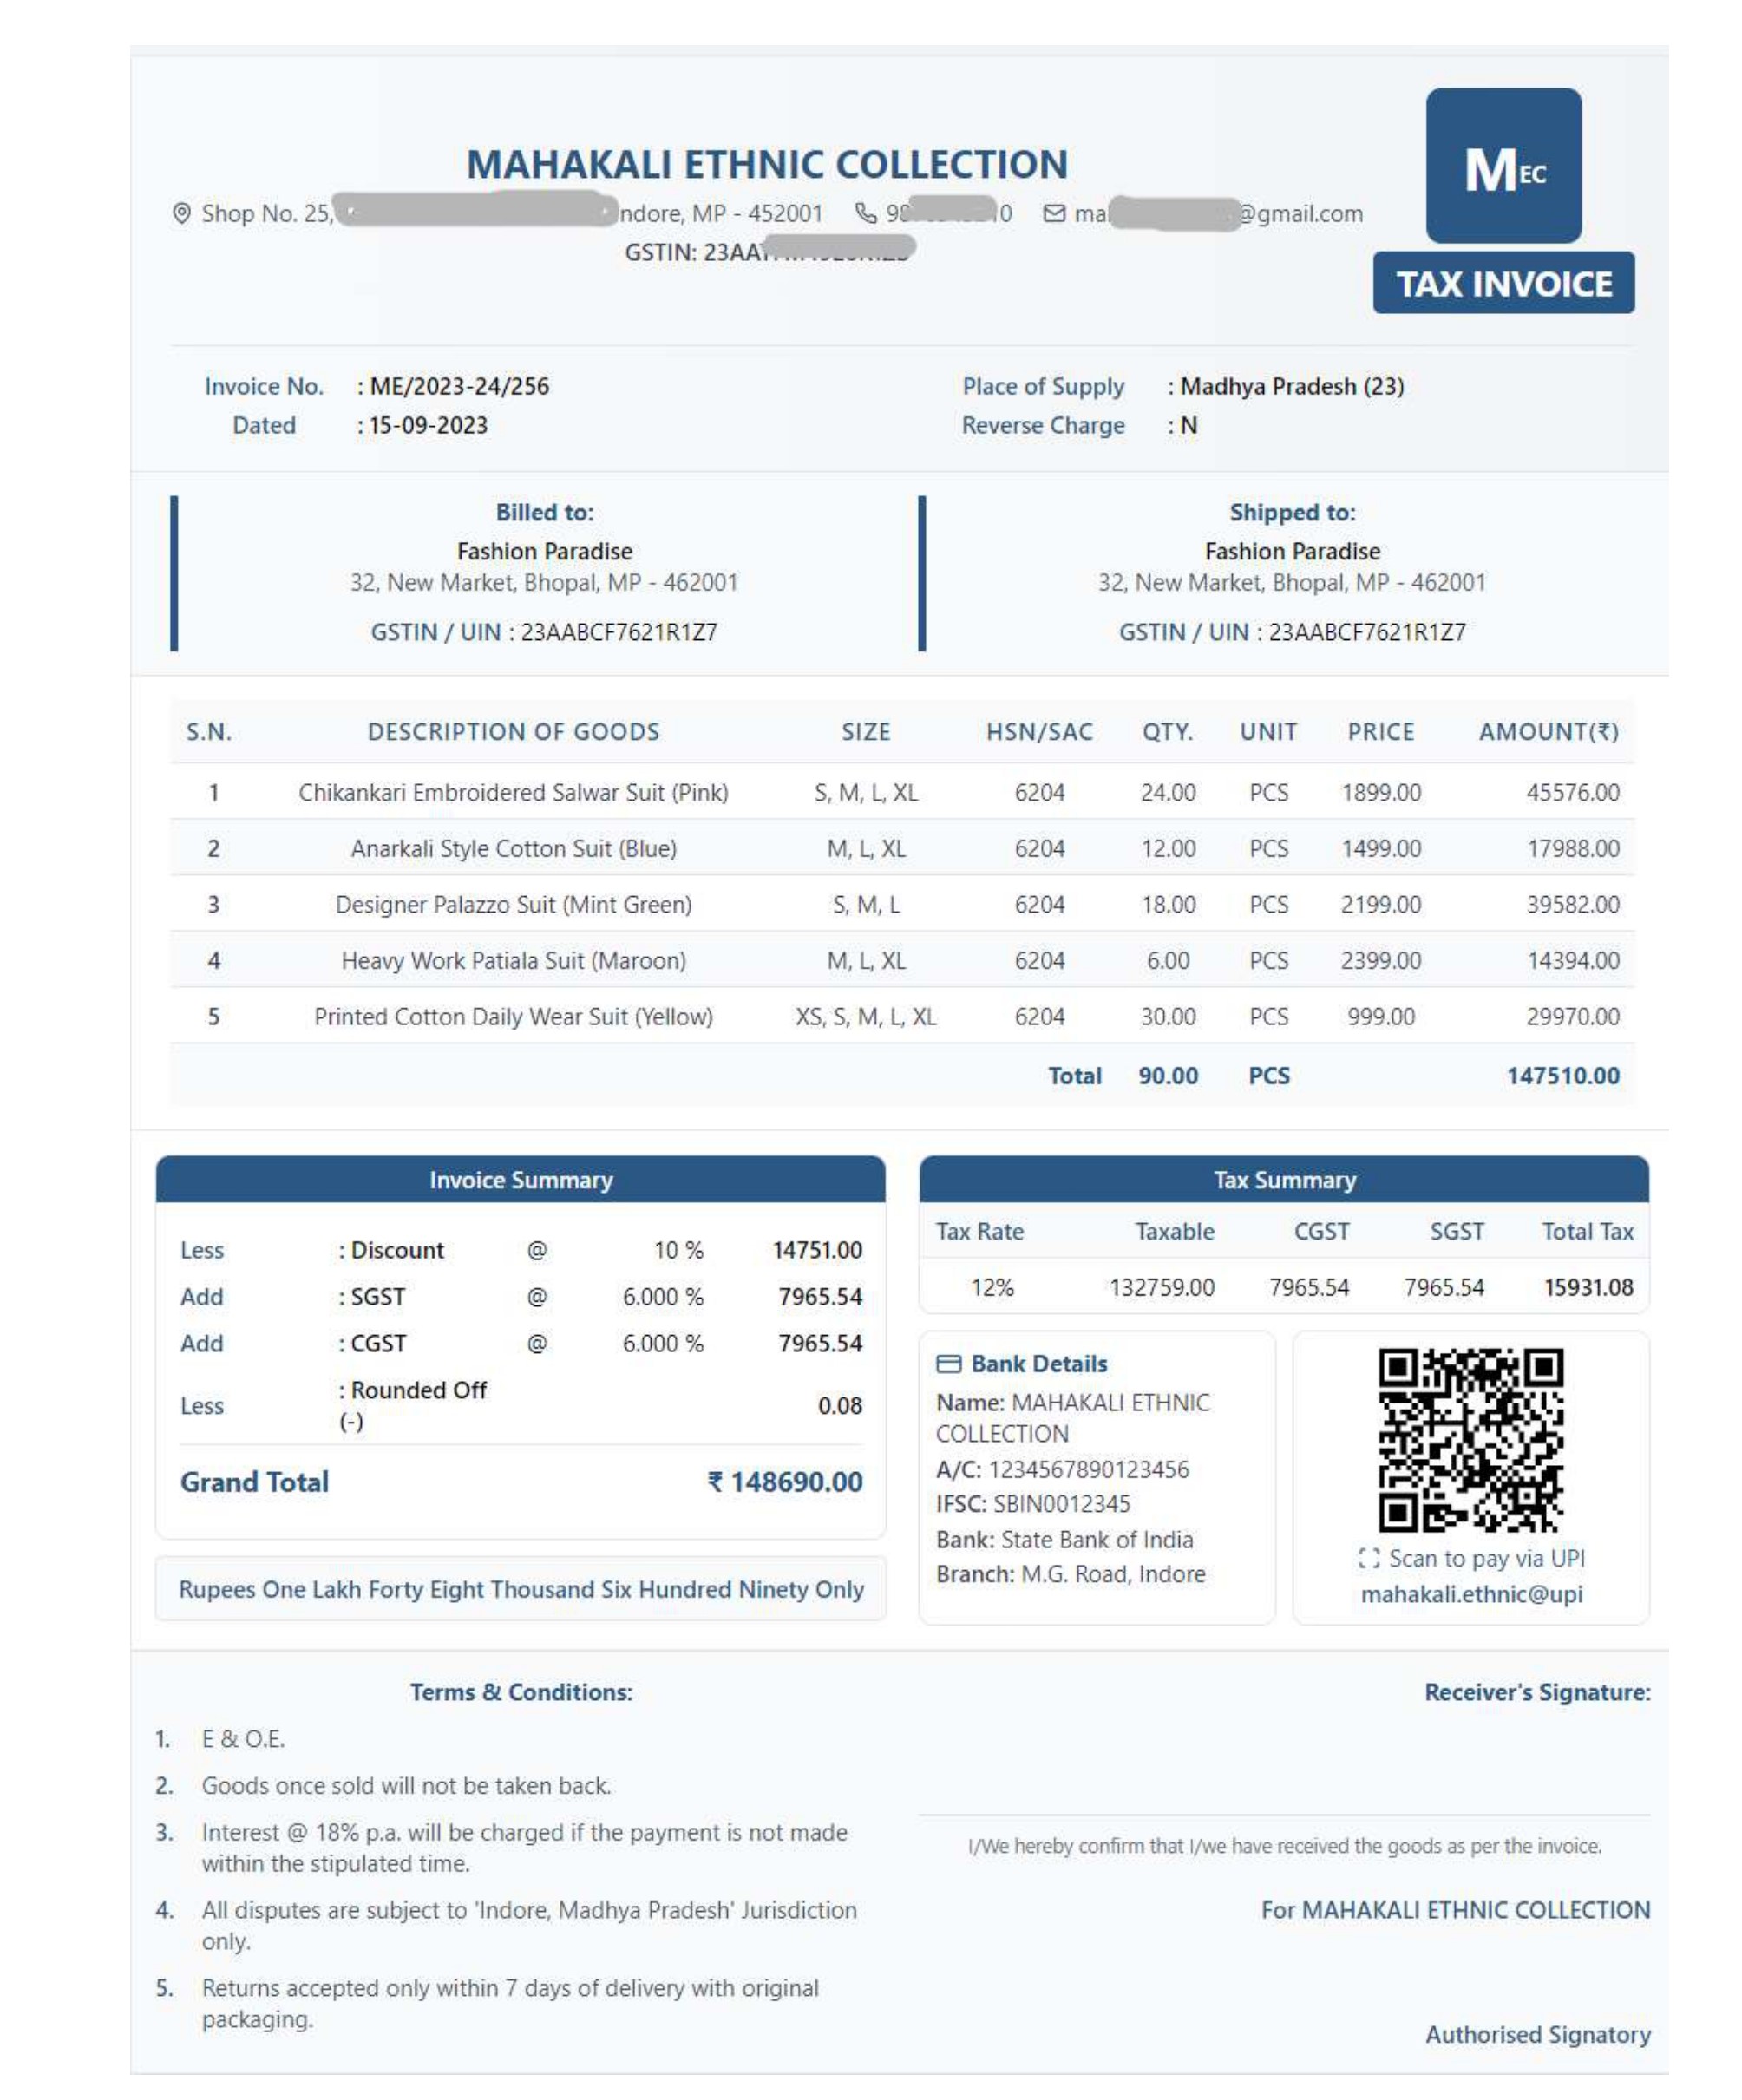 MAHAKALI ETHNIC COLLECTION
MEC
Shop No. 25, ndore, MP - 452001 @gmail.com
GSTIN:
TAX INVOICE
Invoice No. : ME/2023-24/256 Place of Supply : Madhya Pradesh (23)
Dated : 15-09-2023 Reverse Charge : N
Billed to: Shipped to:
Fashion Paradise Fashion Paradise
32, New Market, Bhopal, MP - 462001 32, New Market, Bhopal, MP - 462001
GSTIN / UIN : 23AABCF7621R1Z7 GSTIN / UIN : 23AABCF7621R1Z7
S.N. DESCRIPTION OF GOODS SIZE HSN/SAC QTY. UNIT PRICE AMOUNT(₹)
1 Chikankari Embroidered Salwar Suit (Pink) S, M, L, XL 6204 24.00 PCS 1899.00 45576.00
2 Anarkali Style Cotton Suit (Blue) M, L, XL 6204 12.00 PCS 1499.00 17988.00
3 Designer Palazzo Suit (Mint Green) S, M, L 6204 18.00 PCS 2199.00 39582.00
4 Heavy Work Patiala Suit (Maroon) M, L, XL 6204 6.00 PCS 2399.00 14394.00
5 Printed Cotton Daily Wear Suit (Yellow) XS, S, M, L, XL 6204 30.00 PCS 999.00 29970.00
Total 90.00 PCS 147510.00
Invoice Summary
Less : Discount @ 10 % 14751.00
Add : SGST @ 6.000 % 7965.54
Add : CGST @ 6.000 % 7965.54
Less : Rounded Off 0.08
(-)
Grand Total ₹ 148690.00
Rupees One Lakh Forty Eight Thousand Six Hundred Ninety Only
Tax Summary
Tax Rate Taxable CGST SGST Total Tax
12% 132759.00 7965.54 7965.54 15931.08
Bank Details
Name: MAHAKALI ETHNIC
COLLECTION
A/C: 1234567890123456
IFSC: SBIN0012345
Bank: State Bank of India
Branch: M.G. Road, Indore
Scan to pay via UPI
mahakali.ethnic@upi
Terms & Conditions:
1. E & O.E.
2. Goods once sold will not be taken back.
3. Interest @ 18% p.a. will be charged if the payment is not made
within the stipulated time.
4. All disputes are subject to 'Indore, Madhya Pradesh' Jurisdiction
only.
5. Returns accepted only within 7 days of delivery with original
packaging.
Receiver's Signature:
I/We hereby confirm that I/we have received the goods as per the invoice.
For MAHAKALI ETHNIC COLLECTION
Authorised Signatory